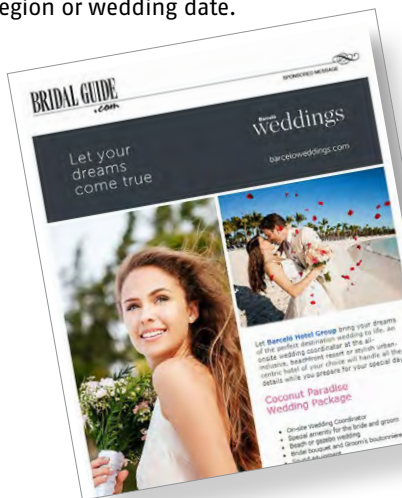 egion or wedding date.
BRIDAL GUIDE
.com
SPONSORED MESSAGE
Let your
dreams
come true
Barceló
weddings
barceloweddings.com
Let Barceló Hotel Group bring your dreams
of the perfect destination wedding to life. An
onsite wedding coordinator at the all-
inclusive, beachfront resort or stylish urban-
centric hotel of your choice will handle all the
details while you prepare for your special day
Coconut Paradise
Wedding Package
• On-site Wedding Coordinator
• Special amenity for the bride and groom
• Beach or gazebo wedding
• Bridal bouquet and Groom's boutonniere